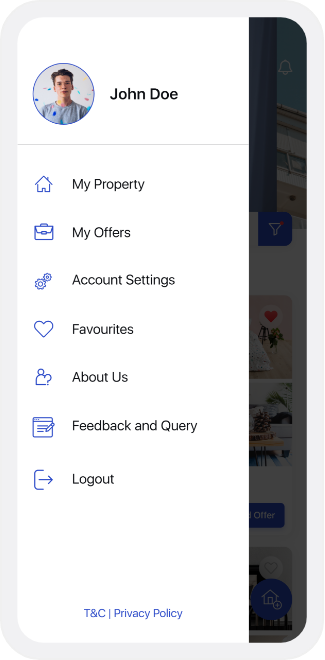 John Doe
My Property
My Offers
Account Settings
Favourites
About Us
Feedback and Query
Logout
Offer
T&C | Privacy Policy